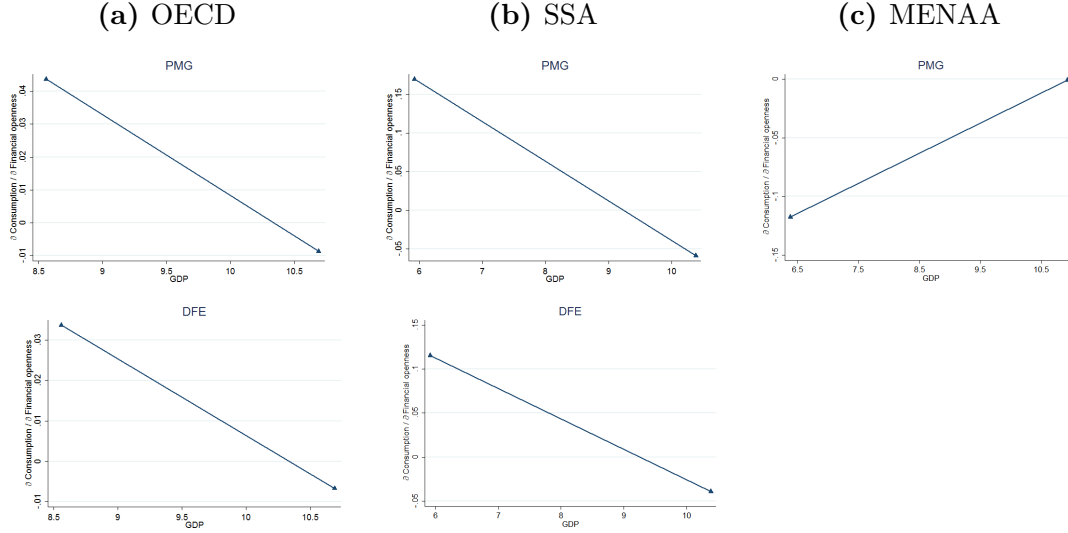 (a) OECD
(b) SSA
(c) MENAA
PMG
∂ Consumption / ∂ Financial openness
.04
.03
.02
.01
0
-.01
8.5 9 9.5 10 10.5
GDP
PMG
∂ Consumption / ∂ Financial openness
.15
.1
.05
0
-.05
6 7 8 9 10
GDP
PMG
∂ Consumption / ∂ Financial openness
0
-.05
-.1
-.15
6.5 7.5 8.5 9.5 10.5
GDP
DFE
∂ Consumption / ∂ Financial openness
.03
.02
.01
0
-.01
8.5 9 9.5 10 10.5
GDP
DFE
∂ Consumption / ∂ Financial openness
.15
.1
.05
0
-.05
6 7 8 9 10
GDP